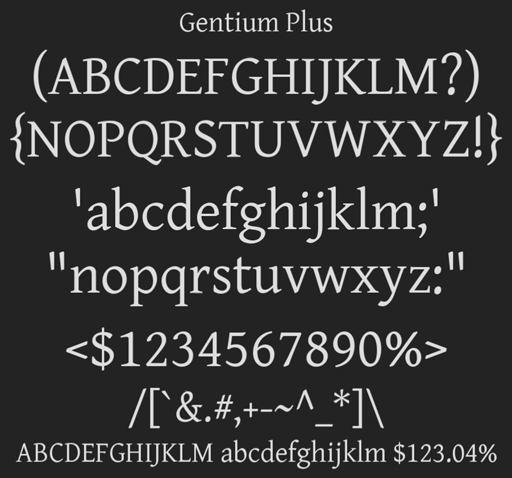 Gentium Plus
(ABCDEFGHIJKLM?)
{NOPQRSTUVWXYZ!}
'abcdefghijklm;'
"nopqrstuvwxyz:"
<$1234567890%>
/[`&.#,+-~^_*]\
ABCDEFGHIJKLM abcdefghijklm $123.04%